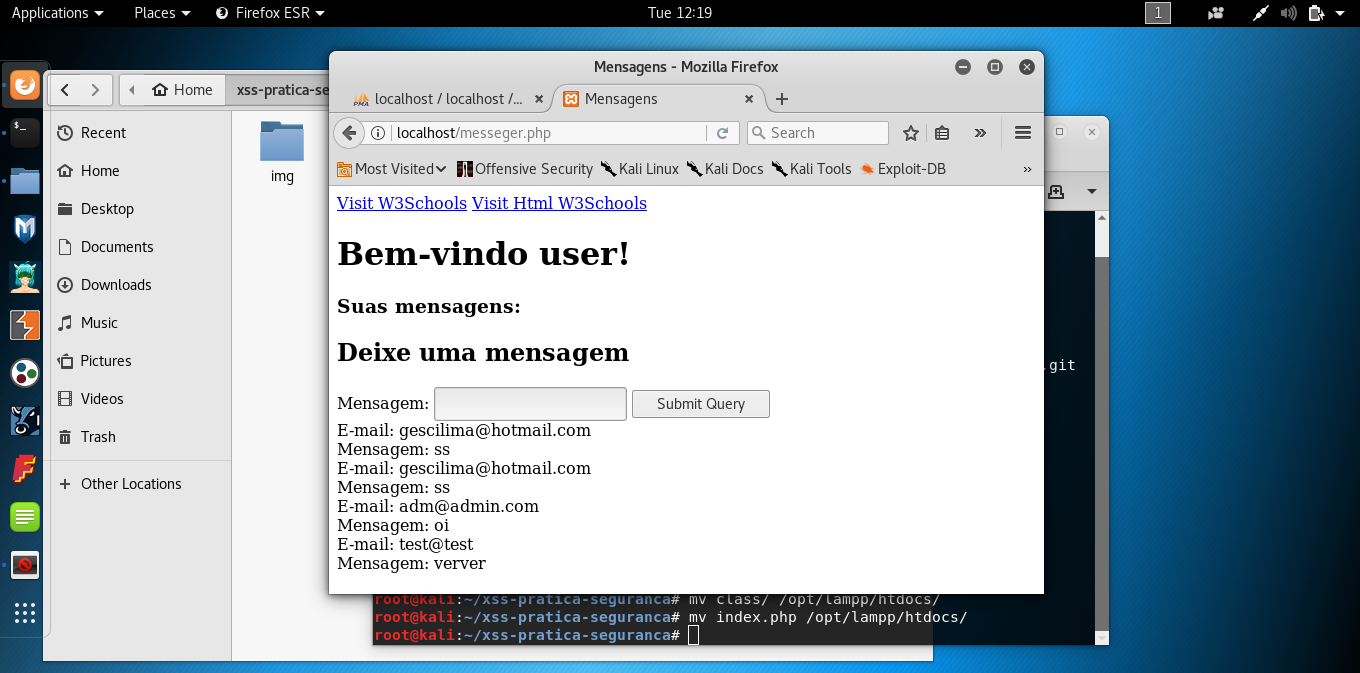 Applications Places Firefox ESR Tue 12:19 1
Mensagens - Mozilla Firefox
Home xss-pratica-se
localhost / localhost /... Mensagens
localhost/messeger.php Search
Most Visited Offensive Security Kali Linux Kali Docs Kali Tools Exploit-DB »
Recent
Home
Desktop
Documents
Downloads
Music
Pictures
Videos
Trash
Other Locations
img
Visit W3Schools Visit Html W3Schools
Bem-vindo user!
Suas mensagens:
Deixe uma mensagem
Mensagem: Submit Query
E-mail: gescilima@hotmail.com
Mensagem: ss
E-mail: gescilima@hotmail.com
Mensagem: ss
E-mail: adm@admin.com
Mensagem: oi
E-mail: test@test
Mensagem: verver
.git
root@kali:~/xss-pratica-seguranca# mv class/ /opt/lampp/htdocs/
root@kali:~/xss-pratica-seguranca# mv index.php /opt/lampp/htdocs/
root@kali:~/xss-pratica-seguranca#